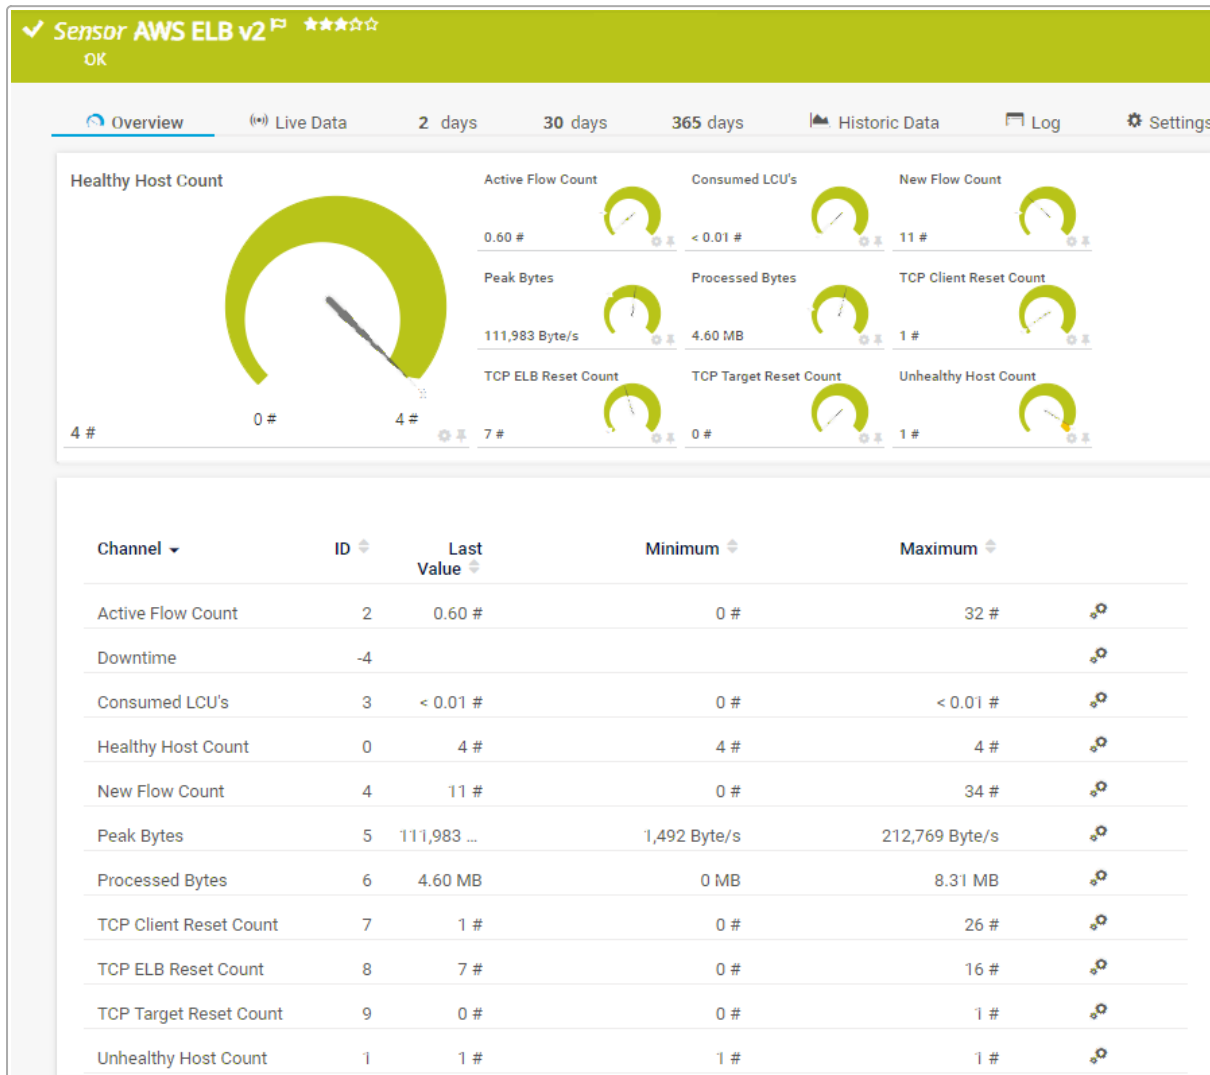 Sensor AWS ELB v2
OK
Overview Live Data 2 days 30 days 365 days Historic Data Log Settings
Healthy Host Count
0 #
4 #
4 #
Active Flow Count
0.60 #
Consumed LCU's
< 0.01 #
New Flow Count
11 #
Peak Bytes
111,983 Byte/s
Processed Bytes
4.60 MB
TCP Client Reset Count
1 #
TCP ELB Reset Count
7 #
TCP Target Reset Count
0 #
Unhealthy Host Count
1 #
Channel ID Last Value Minimum Maximum
Active Flow Count 2 0.60 # 0 # 32 #
Downtime -4
Consumed LCU's 3 < 0.01 # 0 # < 0.01 #
Healthy Host Count 0 4 # 4 # 4 #
New Flow Count 4 11 # 0 # 34 #
Peak Bytes 5 111,983 ... 1,492 Byte/s 212,769 Byte/s
Processed Bytes 6 4.60 MB 0 MB 8.31 MB
TCP Client Reset Count 7 1 # 0 # 26 #
TCP ELB Reset Count 8 7 # 0 # 16 #
TCP Target Reset Count 9 0 # 0 # 1 #
Unhealthy Host Count 1 1 # 1 # 1 #